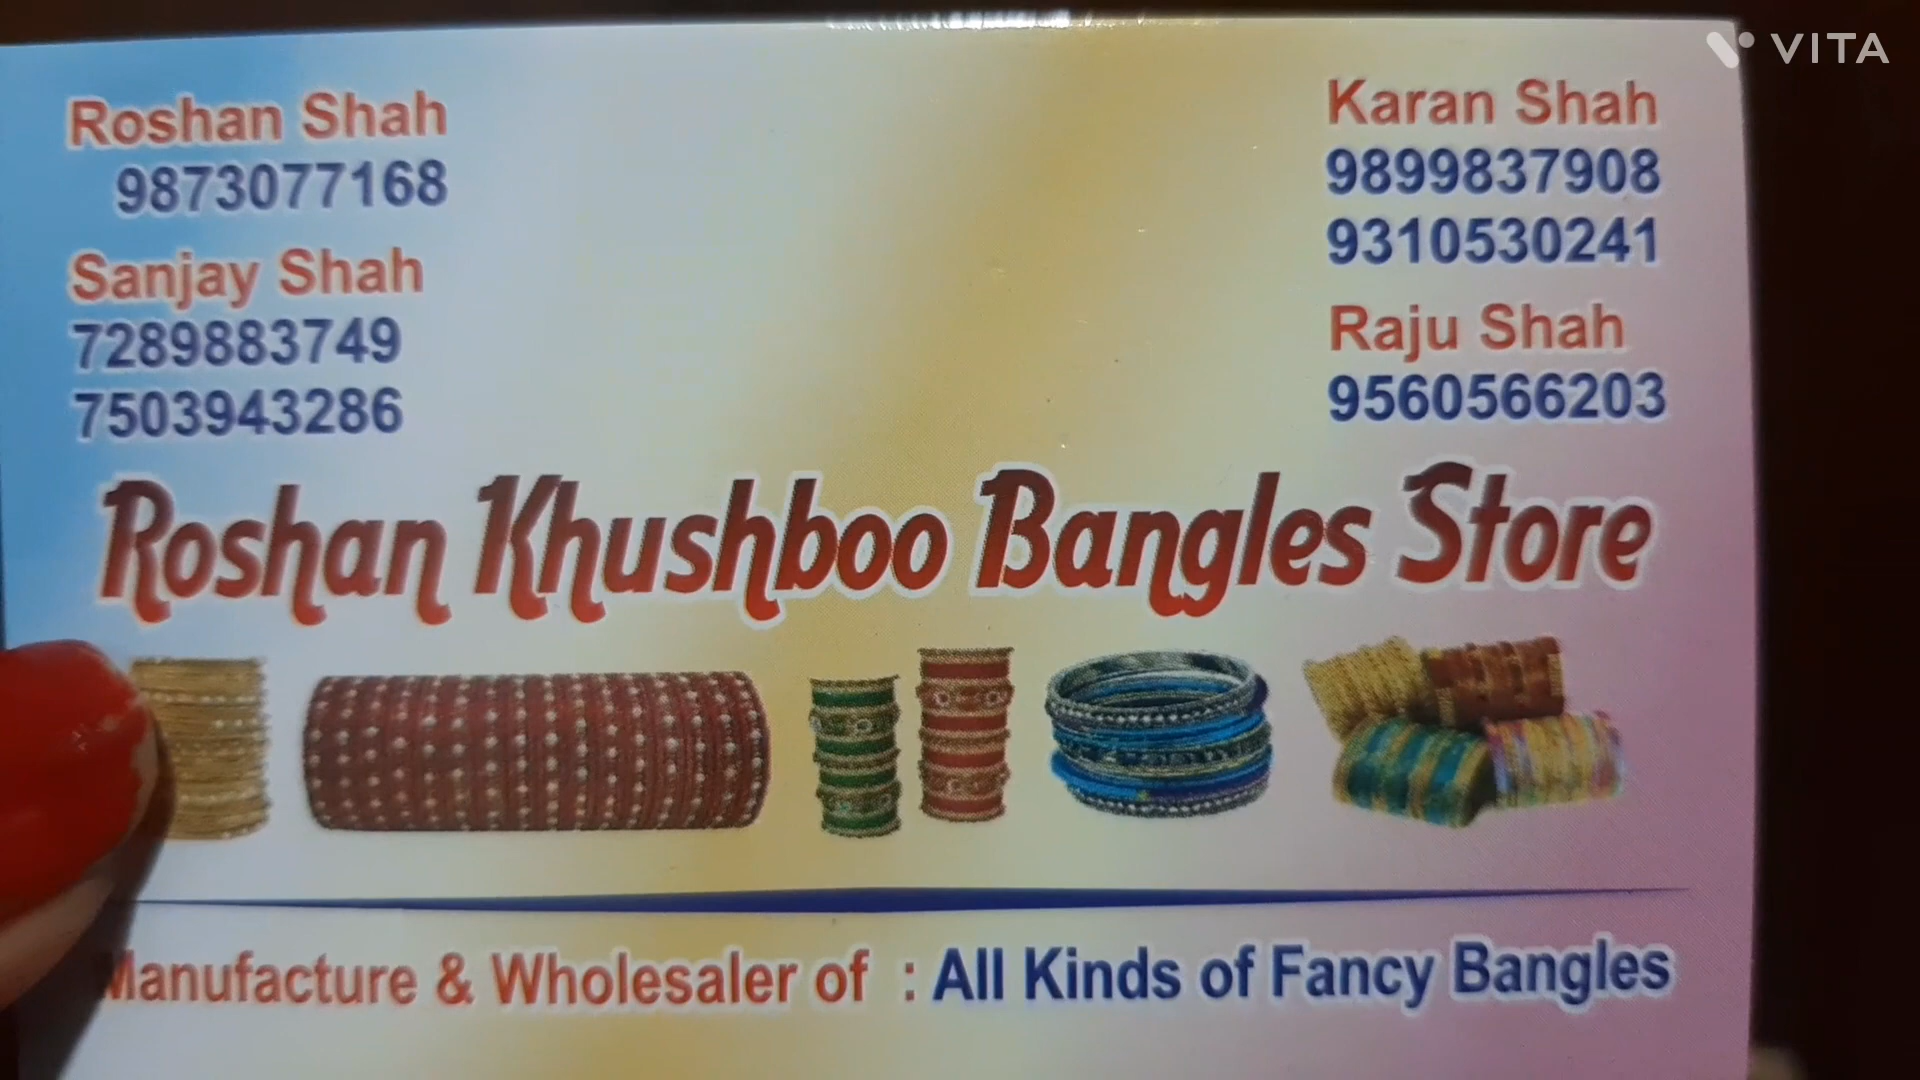 VITA
Roshan Shah
9873077168
Sanjay Shah
7289883749
7503943286
Karan Shah
9899837908
9310530241
Raju Shah
9560566203
Roshan Khushboo Bangles Store
Manufacture & Wholesaler of : All Kinds of Fancy Bangles